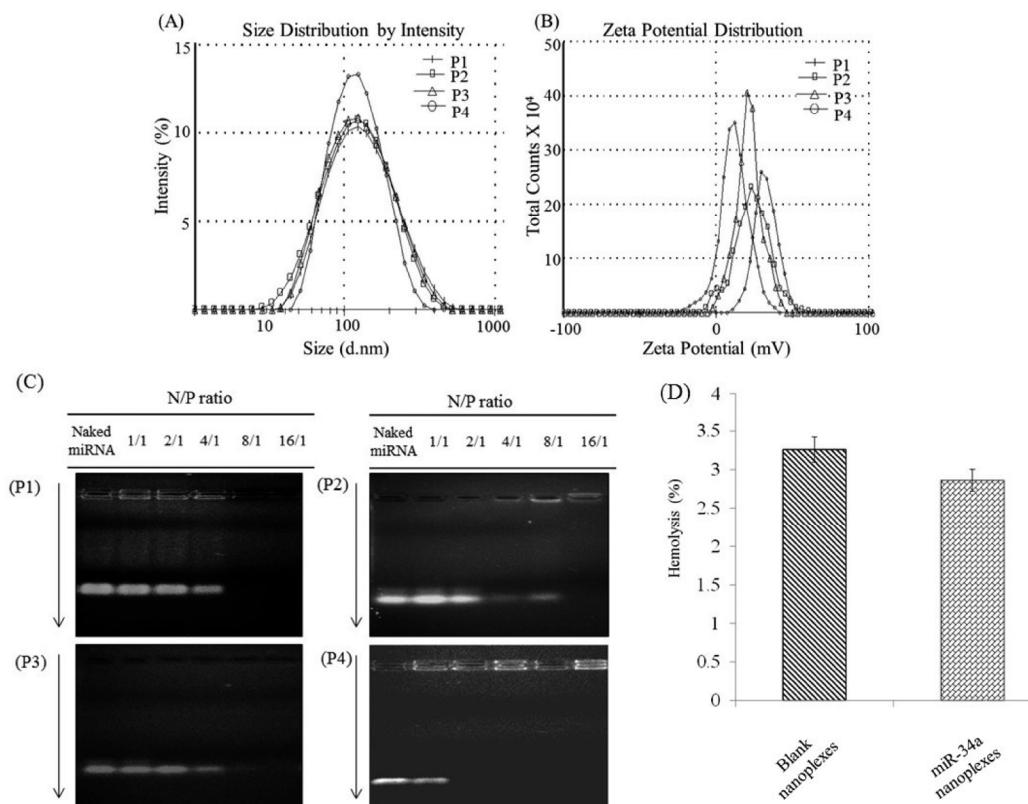 (A)
Size Distribution by Intensity
15
10
5
Intensity (%)
P1
P2
P3
P4
10
100
1000
Size (d.nm)
(B)
Zeta Potential Distribution
50
40
30
20
10
0
Total Counts X 10⁴
P1
P2
P3
P4
-100
0
100
Zeta Potential (mV)
(C)
N/P ratio
Naked miRNA 1/1 2/1 4/1 8/1 16/1
(P1)
(P3)
N/P ratio
Naked miRNA 1/1 2/1 4/1 8/1 16/1
(P2)
(P4)
(D)
4
3.5
3
2.5
2
1.5
1
0.5
0
Hemolysis (%)
Blank nanoplexes
miR-34a nanoplexes